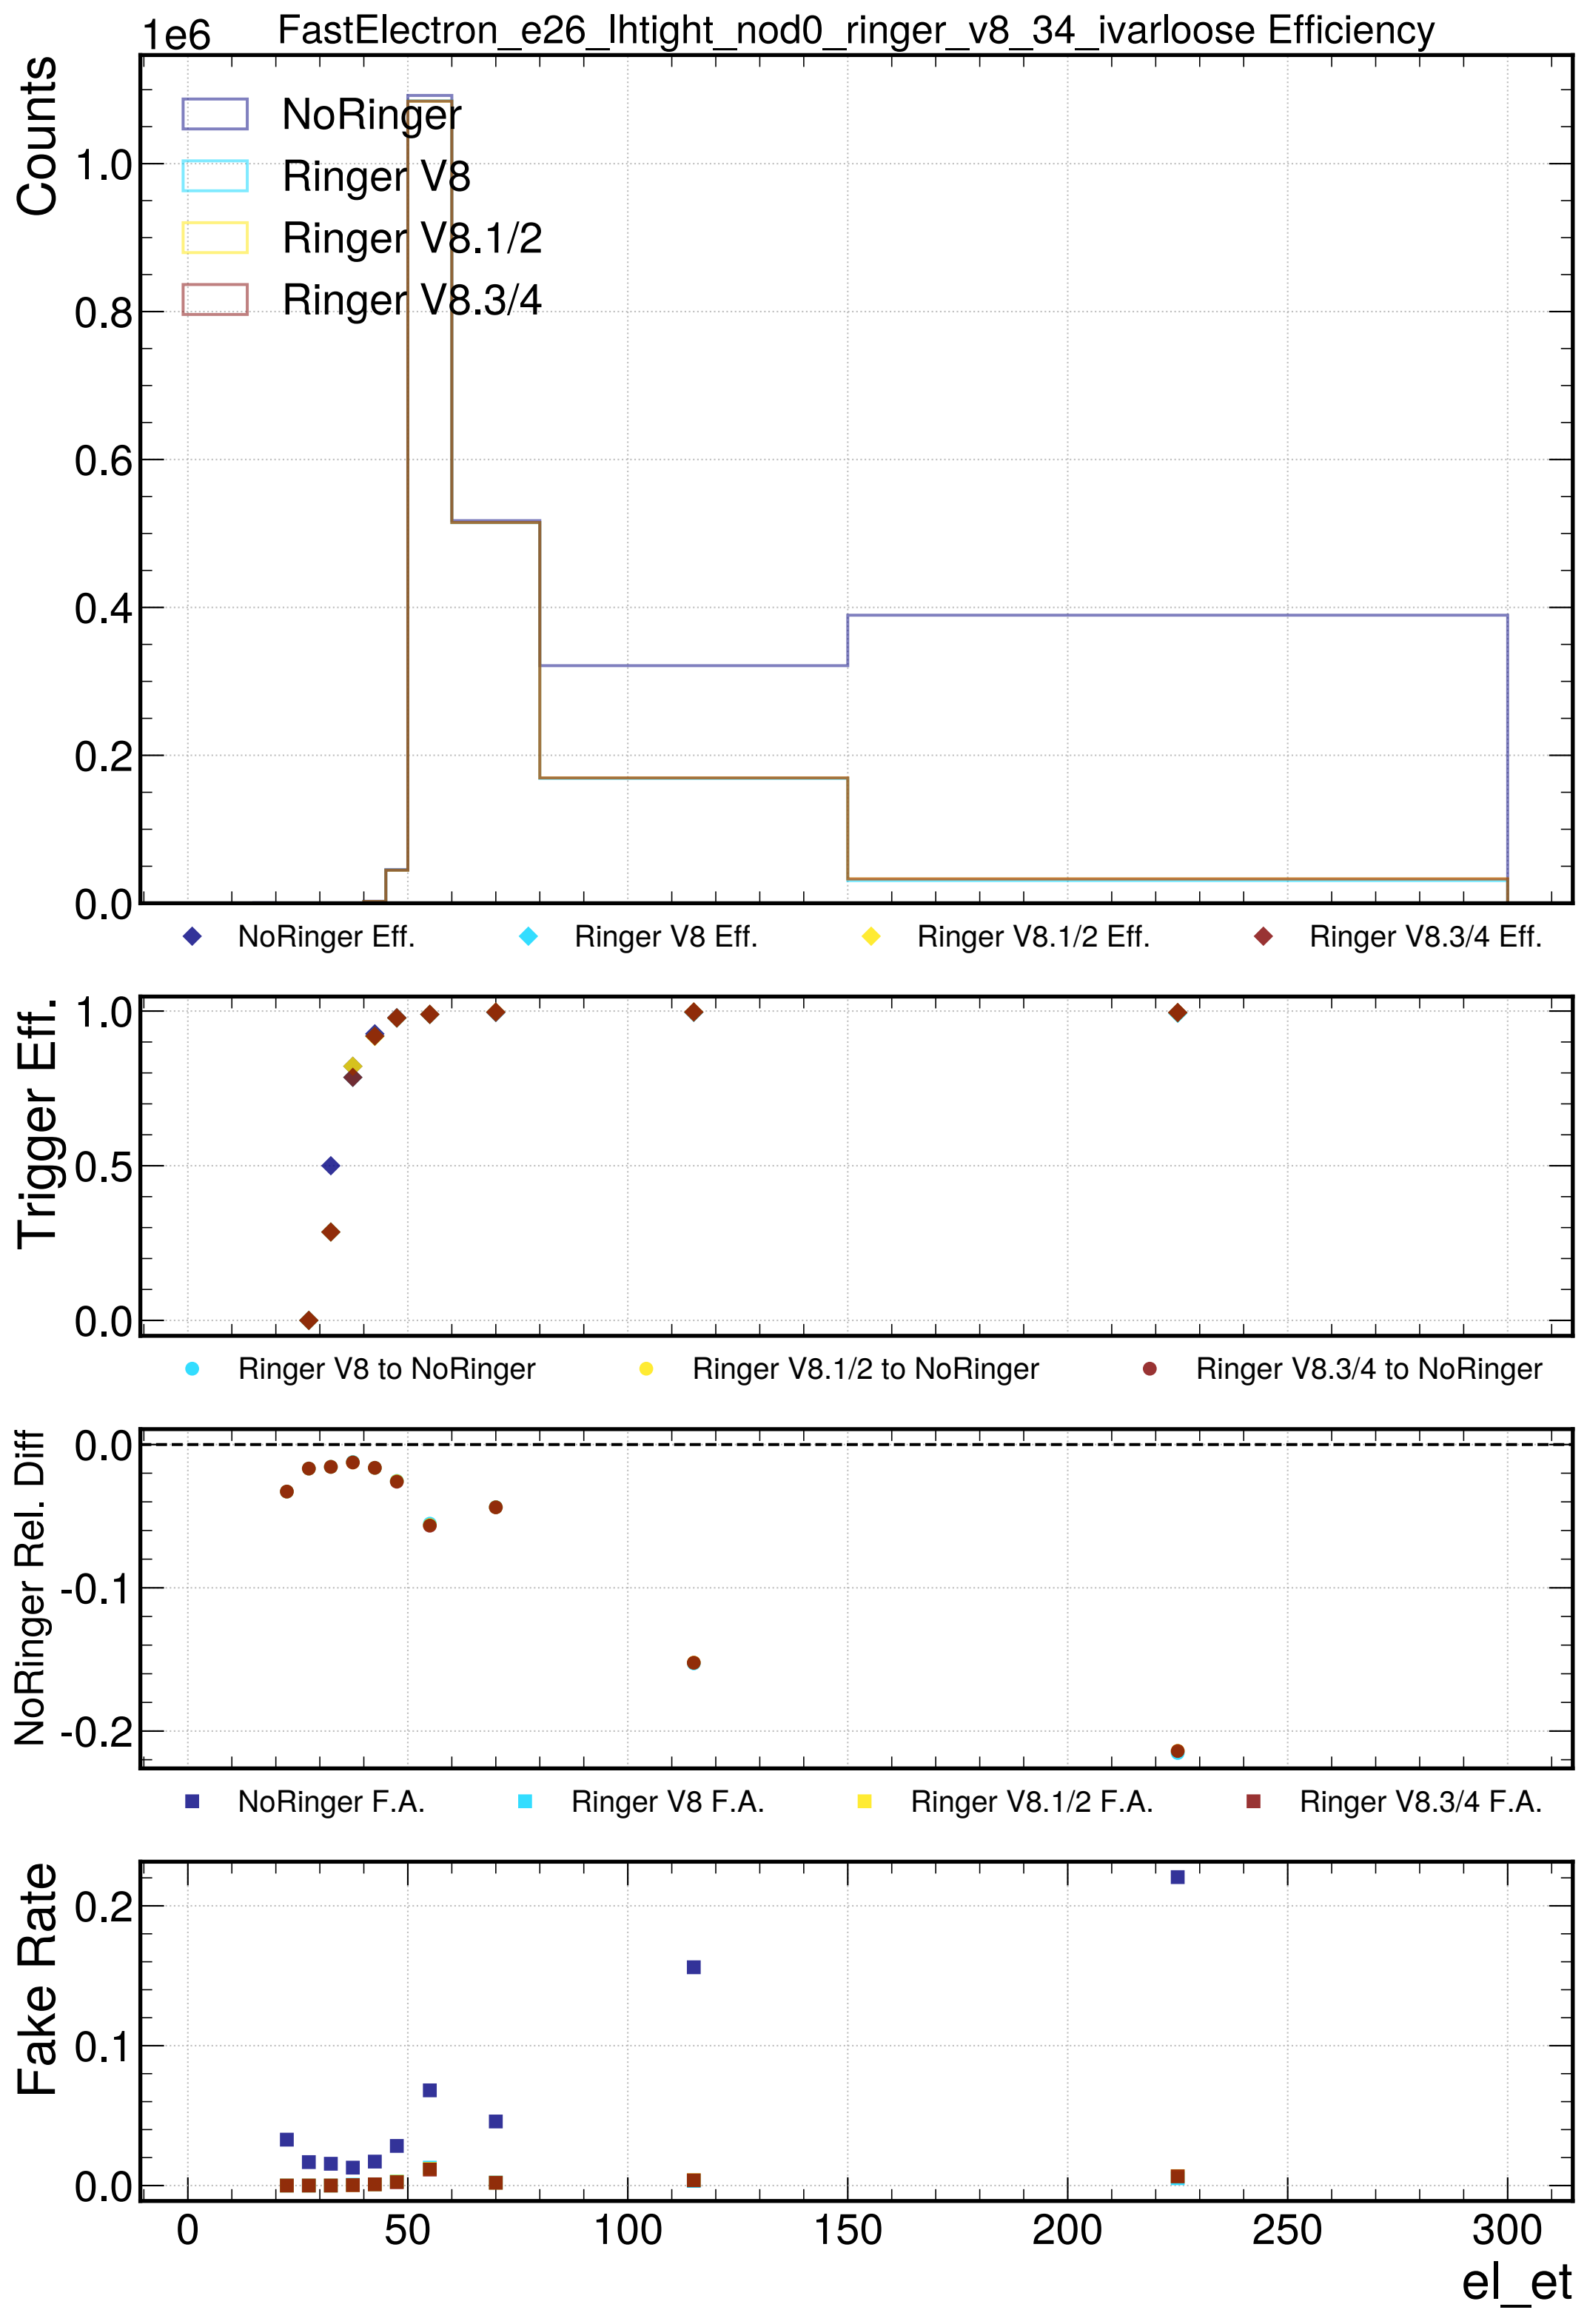 1e6 FastElectron_e26_lhtight_nod0_ringer_v8_34_ivarloose Efficiency
Counts
NoRinger
Ringer V8
Ringer V8.1/2
Ringer V8.3/4
1.0
0.8
0.6
0.4
0.2
0.0
NoRinger Eff. Ringer V8 Eff. Ringer V8.1/2 Eff. Ringer V8.3/4 Eff.
Trigger Eff.
1.0
0.5
0.0
Ringer V8 to NoRinger Ringer V8.1/2 to NoRinger Ringer V8.3/4 to NoRinger
NoRinger Rel. Diff
0.0
-0.1
-0.2
NoRinger F.A. Ringer V8 F.A. Ringer V8.1/2 F.A. Ringer V8.3/4 F.A.
Fake Rate
0.2
0.1
0.0
0 50 100 150 200 250 300
el_et